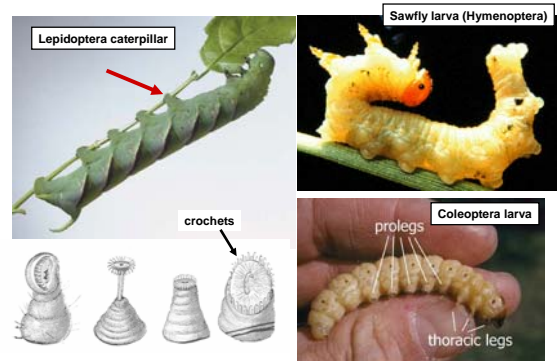 Lepidoptera caterpillar
Sawfly larva (Hymenoptera)
crochets
Coleoptera larva
prolegs
thoracic legs